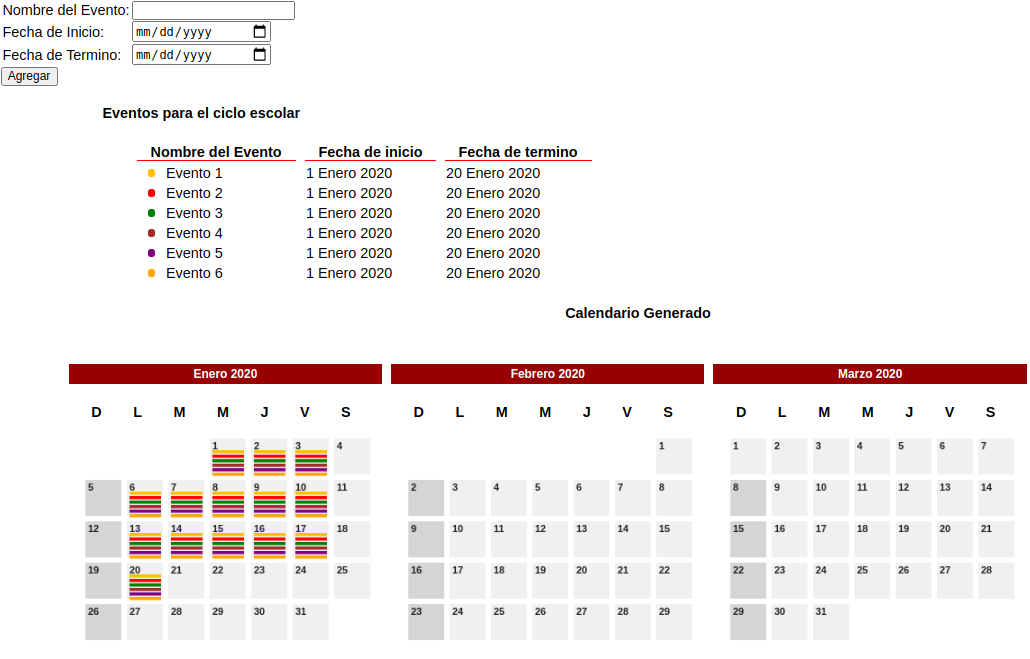 Nombre del Evento:
Fecha de Inicio: mm/dd/yyyy
Fecha de Termino: mm/dd/yyyy
Agregar
Eventos para el ciclo escolar
Nombre del Evento Fecha de inicio Fecha de termino
Evento 1 1 Enero 2020 20 Enero 2020
Evento 2 1 Enero 2020 20 Enero 2020
Evento 3 1 Enero 2020 20 Enero 2020
Evento 4 1 Enero 2020 20 Enero 2020
Evento 5 1 Enero 2020 20 Enero 2020
Evento 6 1 Enero 2020 20 Enero 2020
Calendario Generado
Enero 2020 Febrero 2020 Marzo 2020
D L M M J V S D L M M J V S D L M M J V S
1 2 3 4 1 1 2 3 4 5 6 7
5 6 7 8 9 10 11 2 3 4 5 6 7 8 8 9 10 11 12 13 14
12 13 14 15 16 17 18 9 10 11 12 13 14 15 15 16 17 18 19 20 21
19 20 21 22 23 24 25 16 17 18 19 20 21 22 22 23 24 25 26 27 28
26 27 28 29 30 31 23 24 25 26 27 28 29 29 30 31